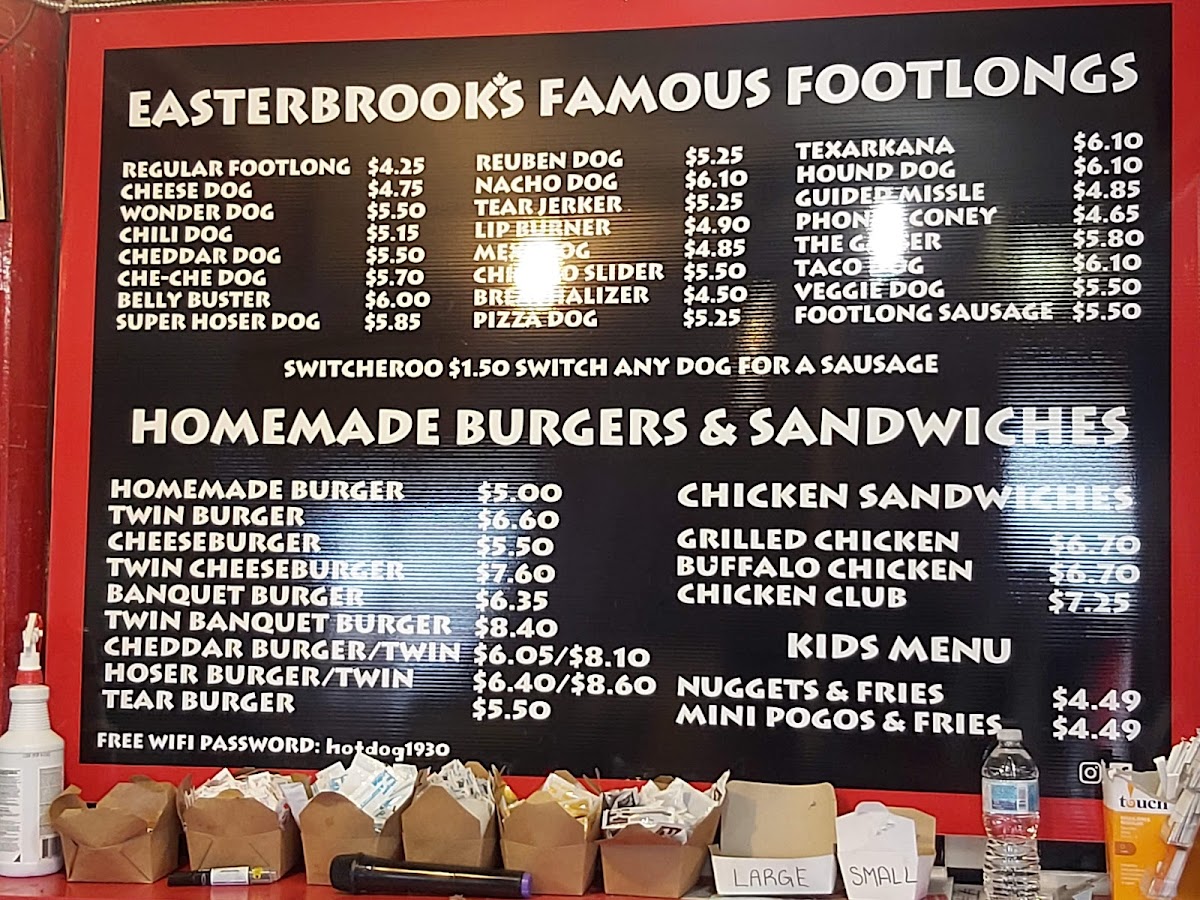 EASTERBROOK'S FAMOUS FOOTLONGS
REGULAR FOOTLONG $4.25
CHEESE DOG $4.75
WONDER DOG $5.50
CHILI DOG $5.15
CHEDDAR DOG $5.50
CHE-CHE DOG $5.70
BELLY BUSTER $6.00
SUPER HOSER DOG $5.85
REUBEN DOG $5.25
NACHO DOG $6.10
TEAR JERKER $5.25
LIP BURNER $4.90
DOG $4.85
SLIDER $5.50
$4.50
PIZZA DOG $5.25
TEXARKANA $6.10
HOUND DOG $6.10
GUIDED MISSLE $4.85
CONEY $4.65
THE $5.80
TACO DOG $6.10
VEGGIE DOG $5.50
FOOTLONG SAUSAGE $5.50
SWITCHEROO $1.50 SWITCH ANY DOG FOR A SAUSAGE
HOMEMADE BURGERS & SANDWICHES
HOMEMADE BURGER $5.00
TWIN BURGER $6.60
CHEESEBURGER $5.50
TWIN CHEESEBURGER $7.60
BANQUET BURGER $6.35
TWIN BANQUET BURGER $8.40
CHEDDAR BURGER/TWIN $6.05/$8.10
HOSER BURGER/TWIN $6.40/$8.60
TEAR BURGER $5.50
CHICKEN SANDWICHES
GRILLED CHICKEN $6.70
BUFFALO CHICKEN $6.70
CHICKEN CLUB $7.25
KIDS MENU
NUGGETS & FRIES $4.49
MINI POGOS & FRIES $4.49
FREE WIFI PASSWORD: hotdog1930
LARGE
SMALL
touch